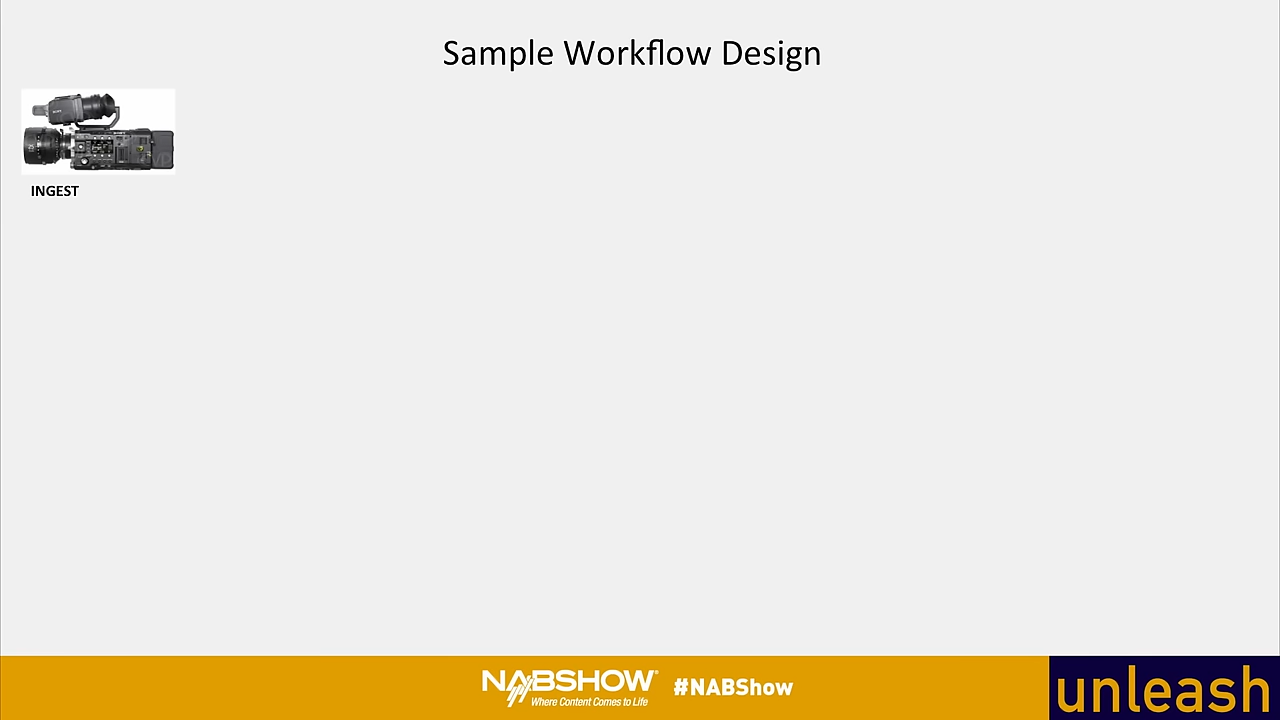 Sample Workflow Design
INGEST
NABSHOW®
Where Content Comes to Life
#NABShow
unleash